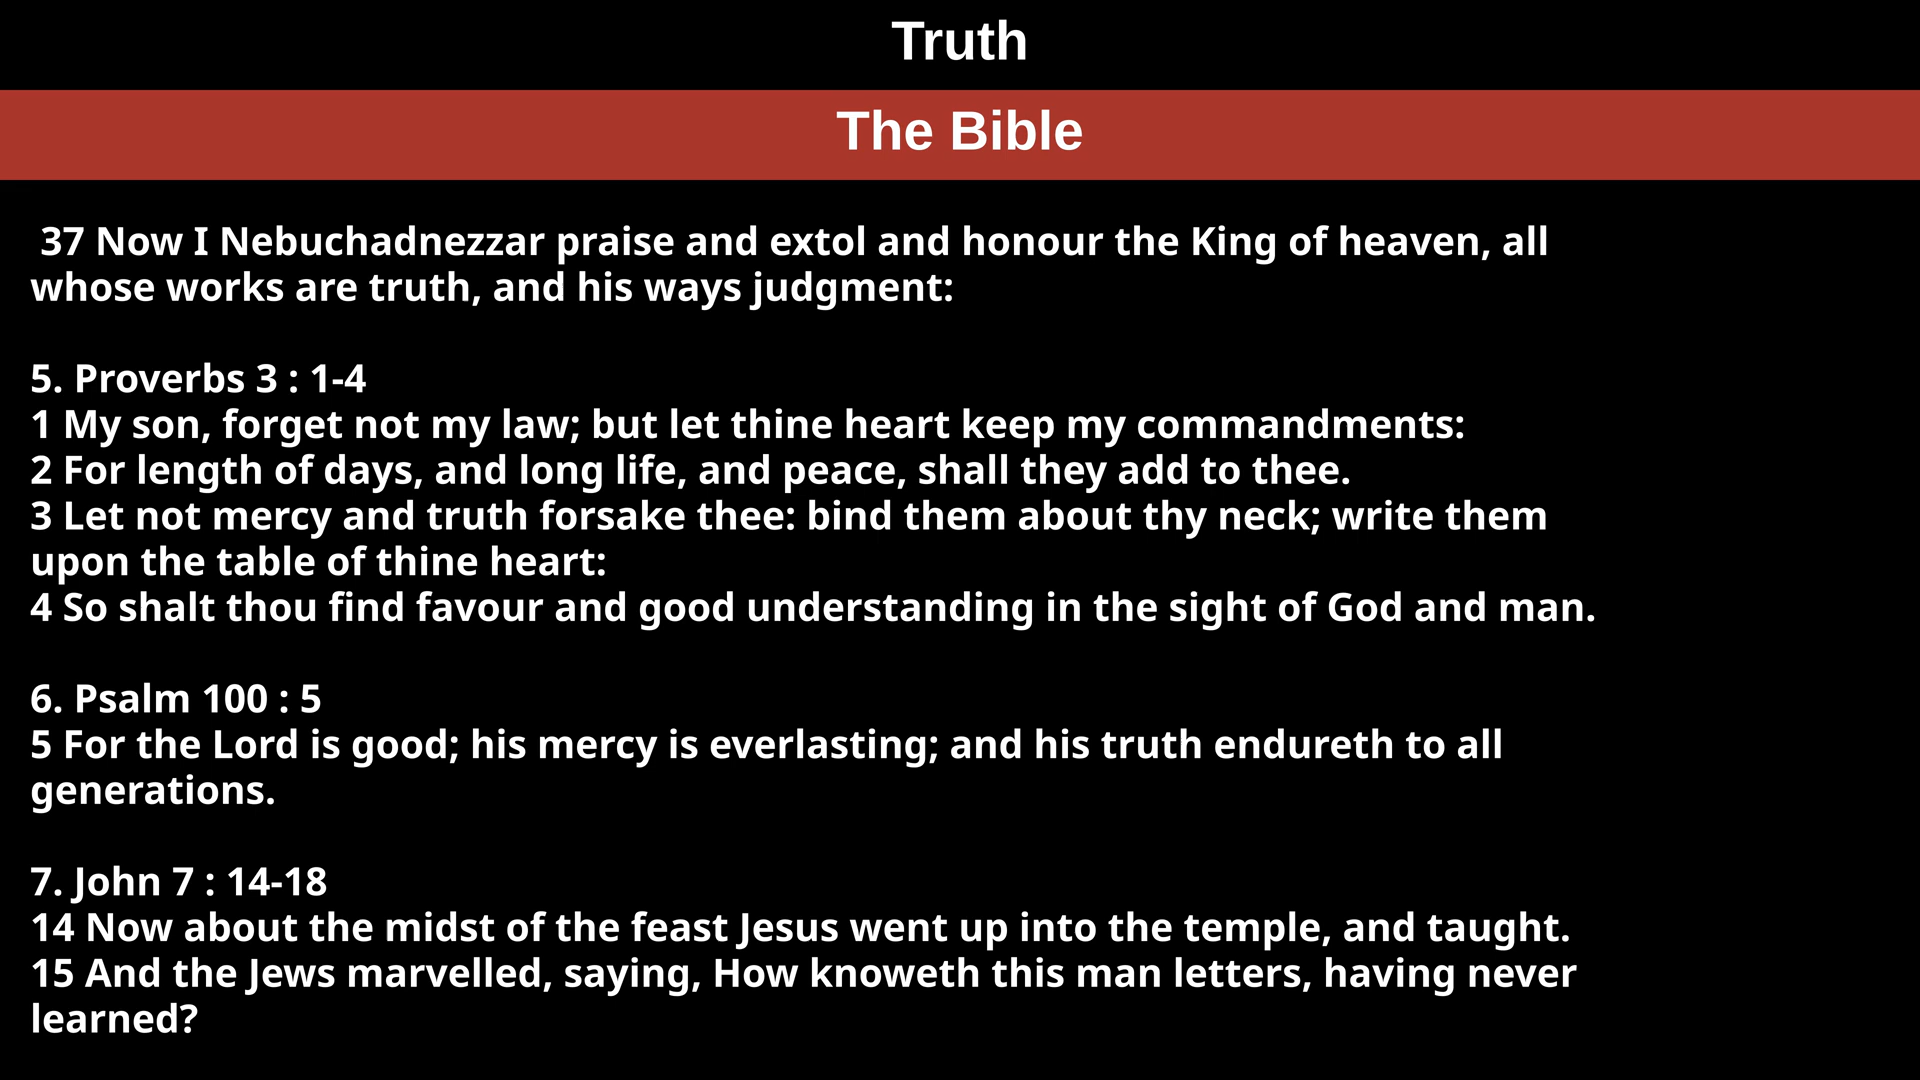 Truth
The Bible
37 Now I Nebuchadnezzar praise and extol and honour the King of heaven, all
whose works are truth, and his ways judgment:
5. Proverbs 3 : 1-4
1 My son, forget not my law; but let thine heart keep my commandments:
2 For length of days, and long life, and peace, shall they add to thee.
3 Let not mercy and truth forsake thee: bind them about thy neck; write them
upon the table of thine heart:
4 So shalt thou find favour and good understanding in the sight of God and man.
6. Psalm 100 : 5
5 For the Lord is good; his mercy is everlasting; and his truth endureth to all
generations.
7. John 7 : 14-18
14 Now about the midst of the feast Jesus went up into the temple, and taught.
15 And the Jews marvelled, saying, How knoweth this man letters, having never
learned?